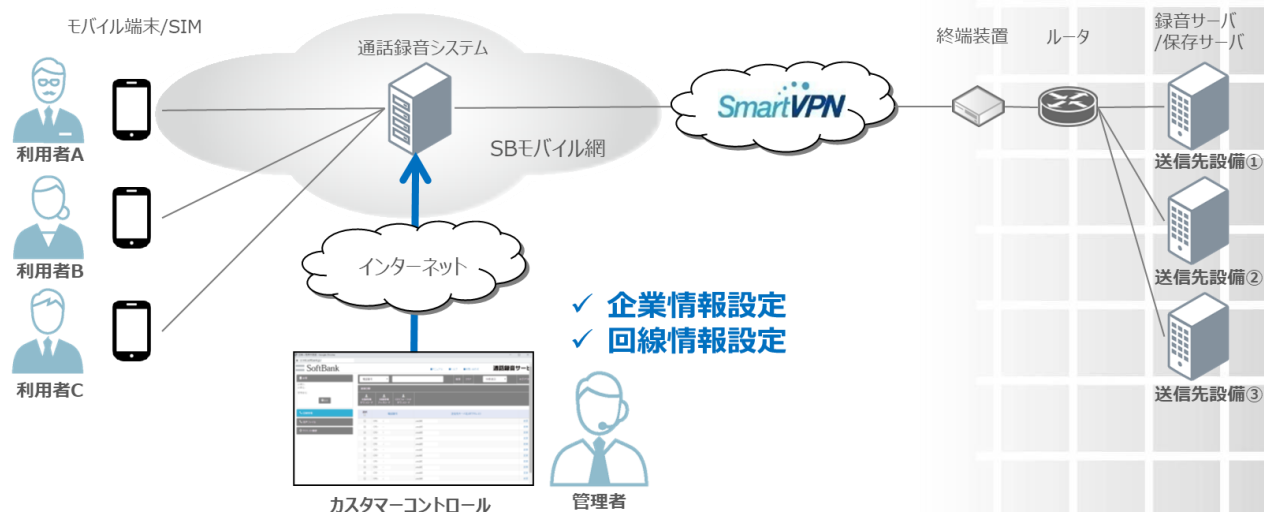 モバイル端末/SIM
通話録音システム
終端装置
ルータ
録音サーバ
/保存サーバ
SmartVPN
SBモバイル網
利用者A
送信先設備①
利用者B
インターネット
送信先設備②
✓ 企業情報設定
✓ 回線情報設定
SoftBank
通話録音サービ
利用者C
送信先設備③
カスタマーコントロール
管理者